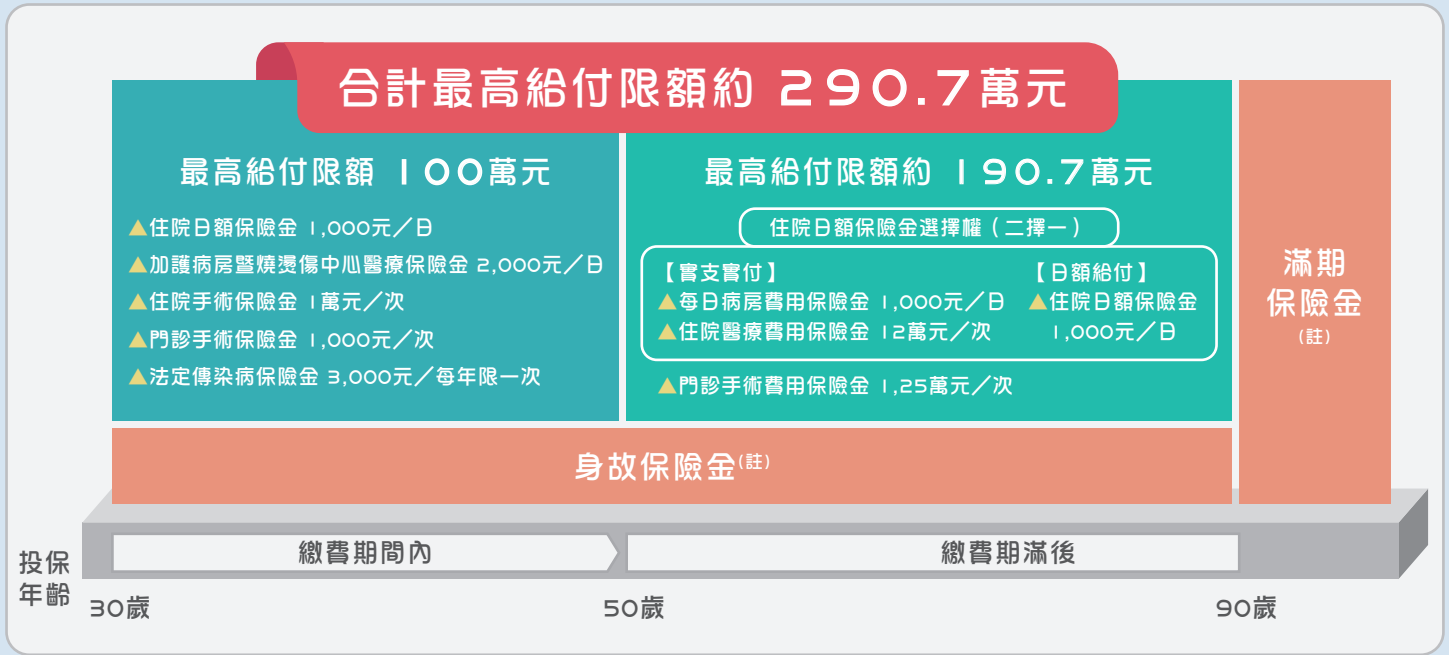 合計最高給付限額約 290.7萬元
最高給付限額 100萬元
▲住院日額保險金 1,000元／日
▲加護病房暨燒燙傷中心醫療保險金 2,000元／日
▲住院手術保險金 1萬元／次
▲門診手術保險金 1,000元／次
▲法定傳染病保險金 3,000元／每年限一次
最高給付限額約 190.7萬元
住院日額保險金選擇權（二擇一）
【實支實付】
▲每日病房費用保險金 1,000元／日
▲住院醫療費用保險金 12萬元／次
【日額給付】
▲住院日額保險金
1,000元／日
▲門診手術費用保險金 1,25萬元／次
滿期
保險金
(註)
身故保險金(註)
繳費期間內
繳費期滿後
投保
年齡
30歲
50歲
90歲